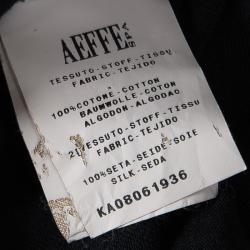 AEFFE SPA
TESSUTO-STOFF-TISSU
FABRIC-TEJIDO
100%COTONE-COTTON
BAUMWOLLE-COTON
ALGODON-ALGODAO
2)TESSUTO-STOFF-TISSU
FABRIC-TEJIDO
100%SETA-SEIDE-SOIE
SILK-SEDA
KA08061936